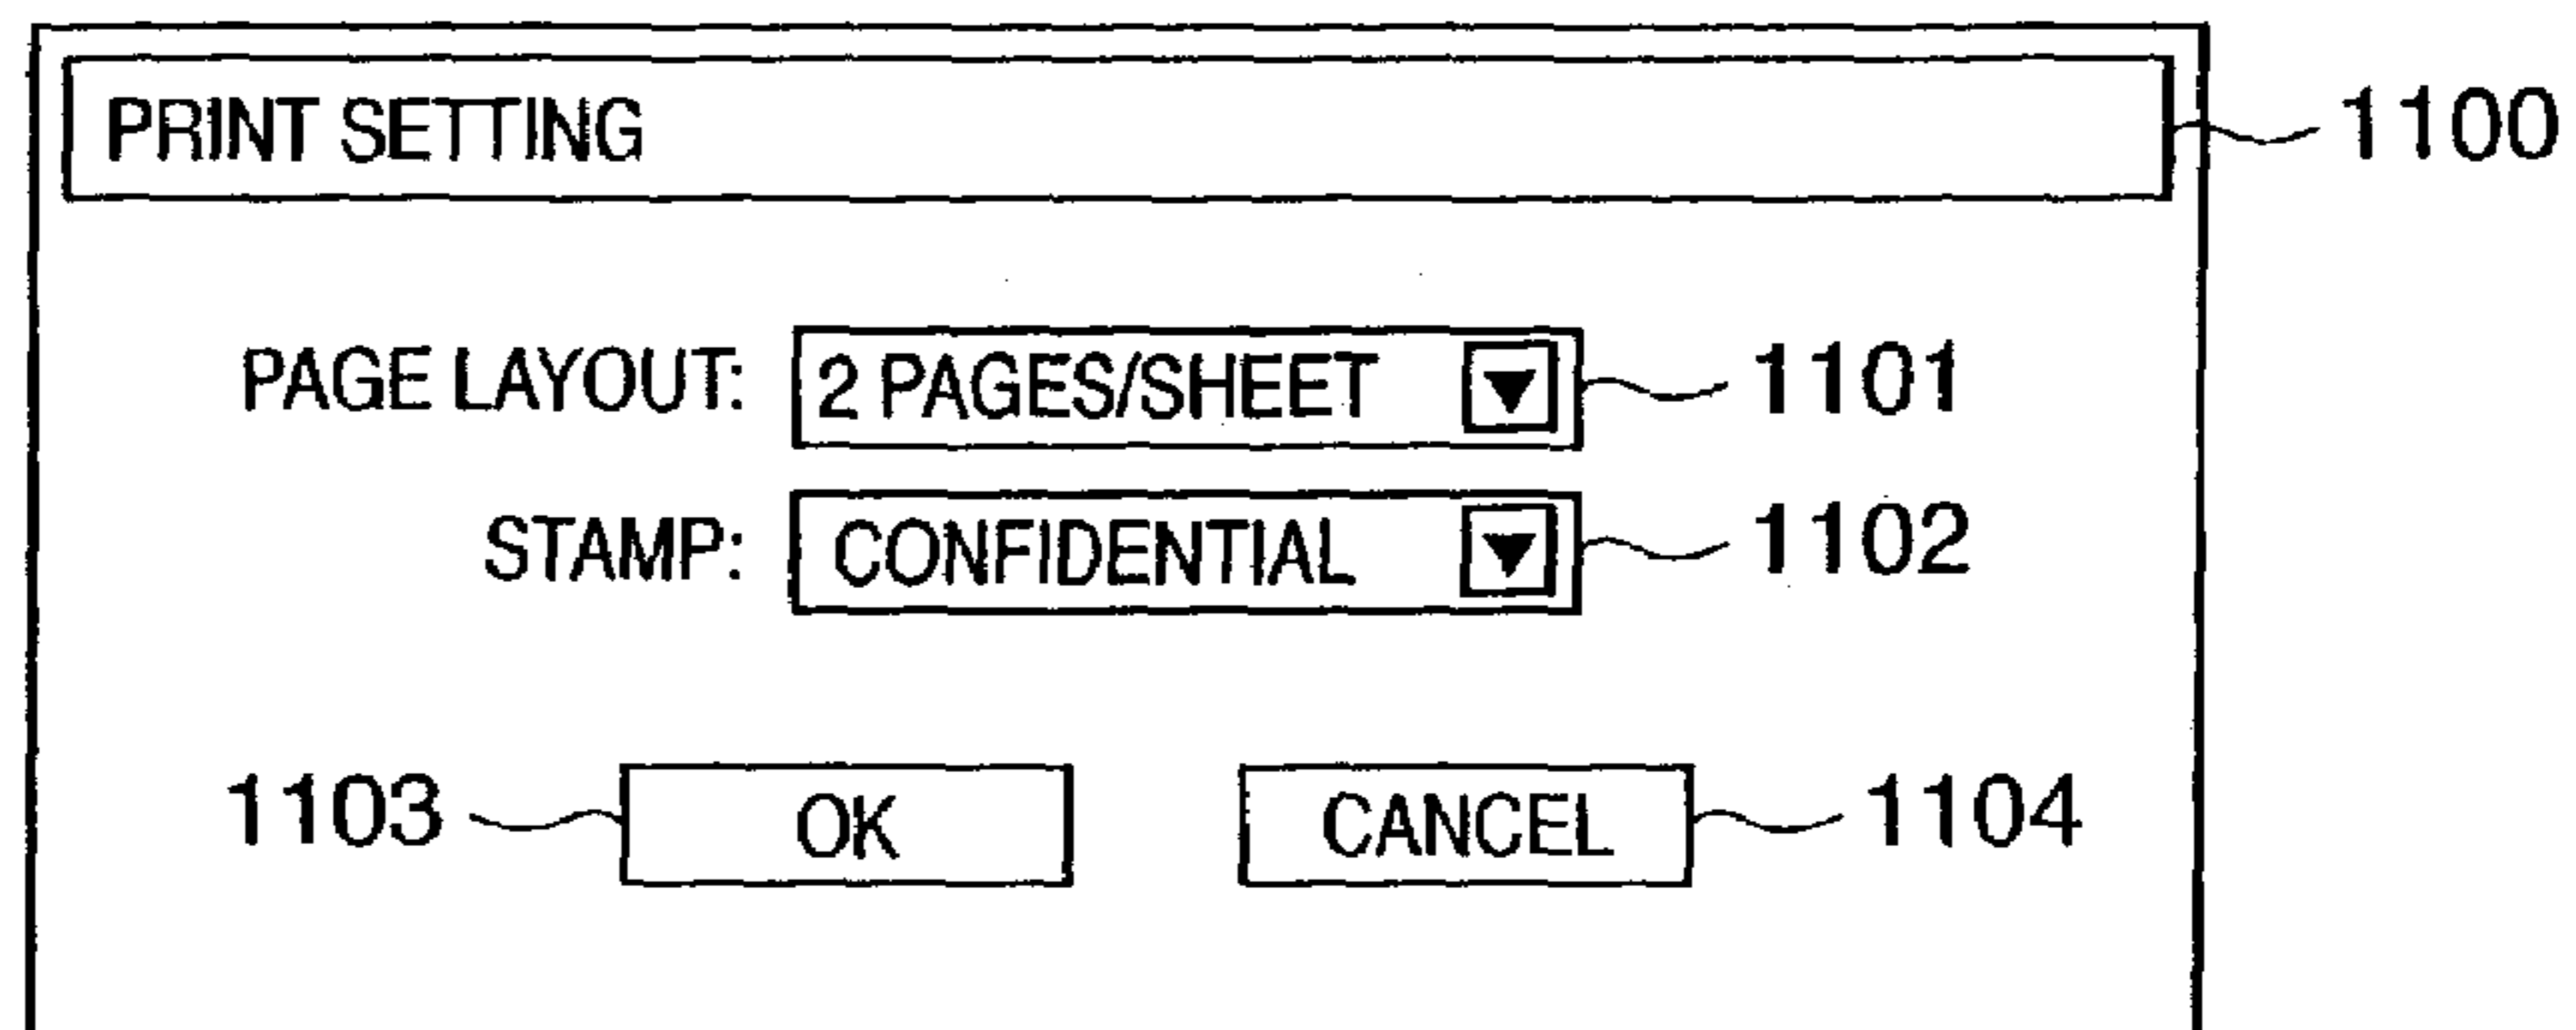 PRINT SETTING 1100
PAGE LAYOUT: 2 PAGES/SHEET 1101
STAMP: CONFIDENTIAL 1102
1103 OK CANCEL 1104